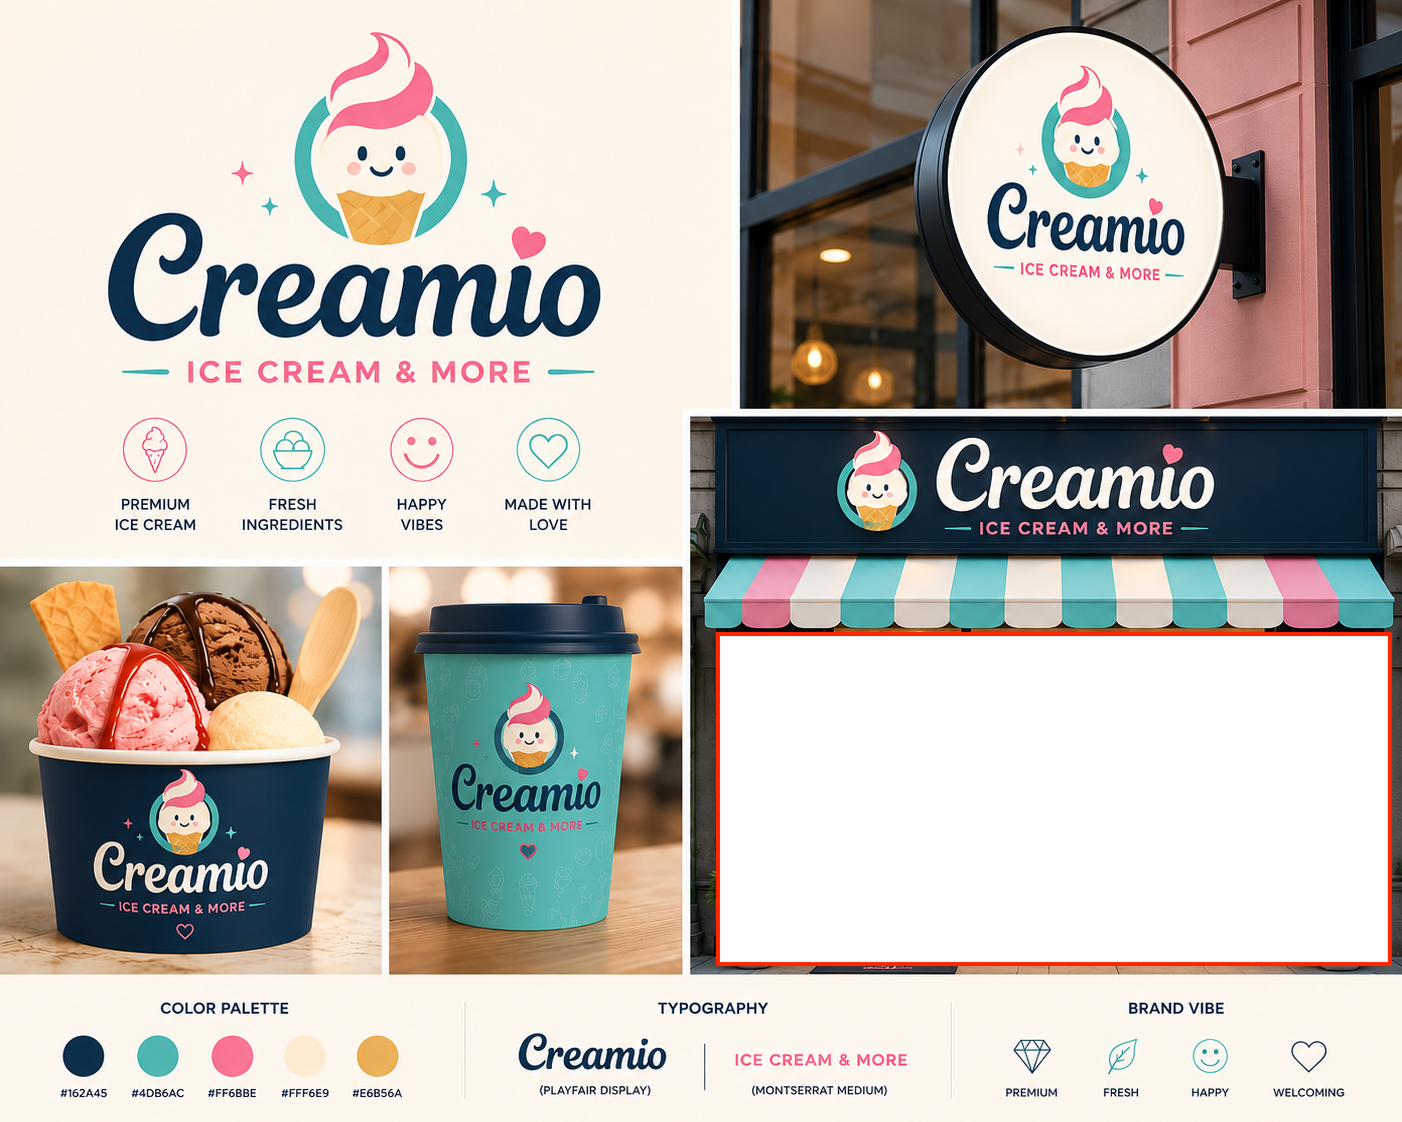 Creamio
ICE CREAM & MORE
PREMIUM
ICE CREAM
FRESH
INGREDIENTS
HAPPY
VIBES
MADE WITH
LOVE
Creamio
ICE CREAM & MORE
Creamio
ICE CREAM & MORE
Creamio
ICE CREAM & MORE
Creamio
ICE CREAM & MORE
COLOR PALETTE
#162A45
#4DB6AC
#FF6BBE
#FFF6E9
#E6B56A
TYPOGRAPHY
Creamio
(PLAYFAIR DISPLAY)
ICE CREAM & MORE
(MONTSERRAT MEDIUM)
BRAND VIBE
PREMIUM
FRESH
HAPPY
WELCOMING